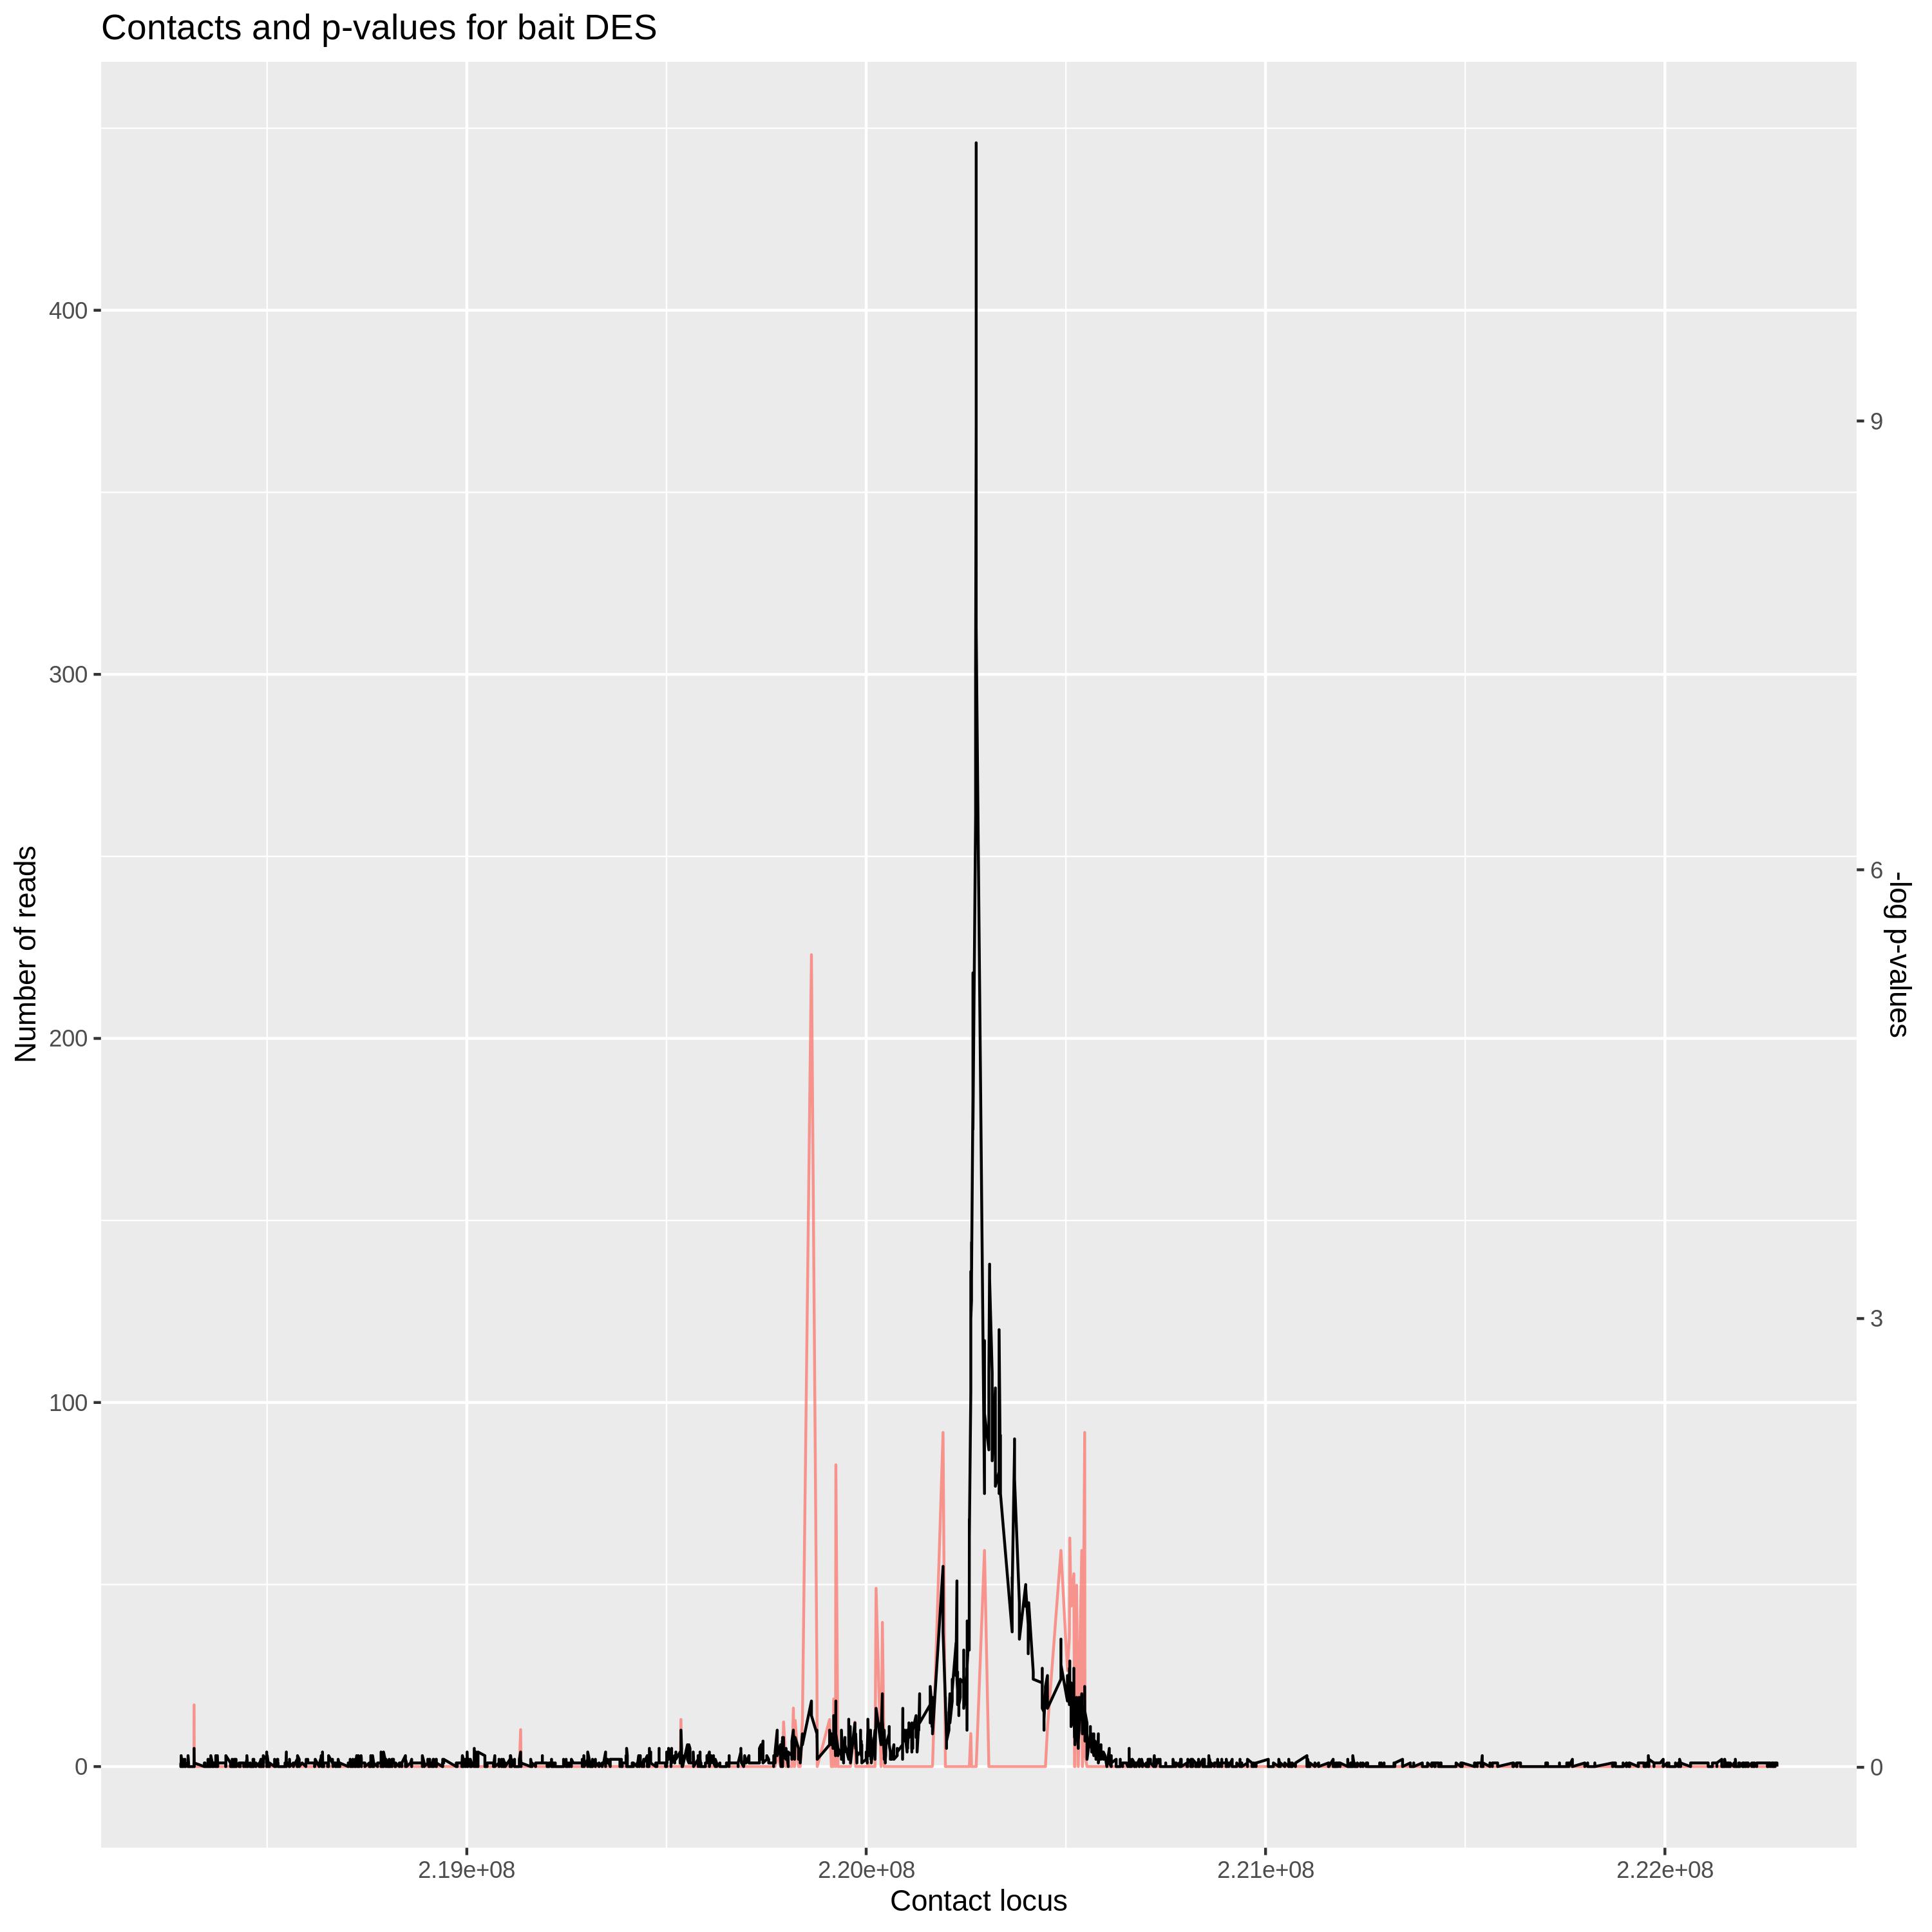 Contacts and p-values for bait DES
Number of reads
400
300
200
100
0
9
6
3
0
-log p-values
2.19e+08
2.20e+08
2.21e+08
2.22e+08
Contact locus